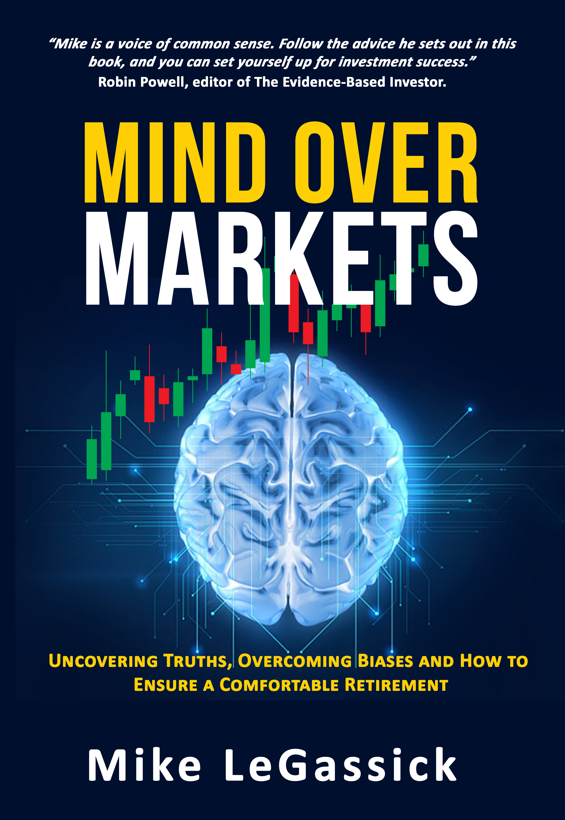 “Mike is a voice of common sense. Follow the advice he sets out in this
book, and you can set yourself up for investment success.”
Robin Powell, editor of The Evidence-Based Investor.
MIND OVER
MARKETS
Uncovering Truths, Overcoming Biases and How to
Ensure a Comfortable Retirement
Mike LeGassick